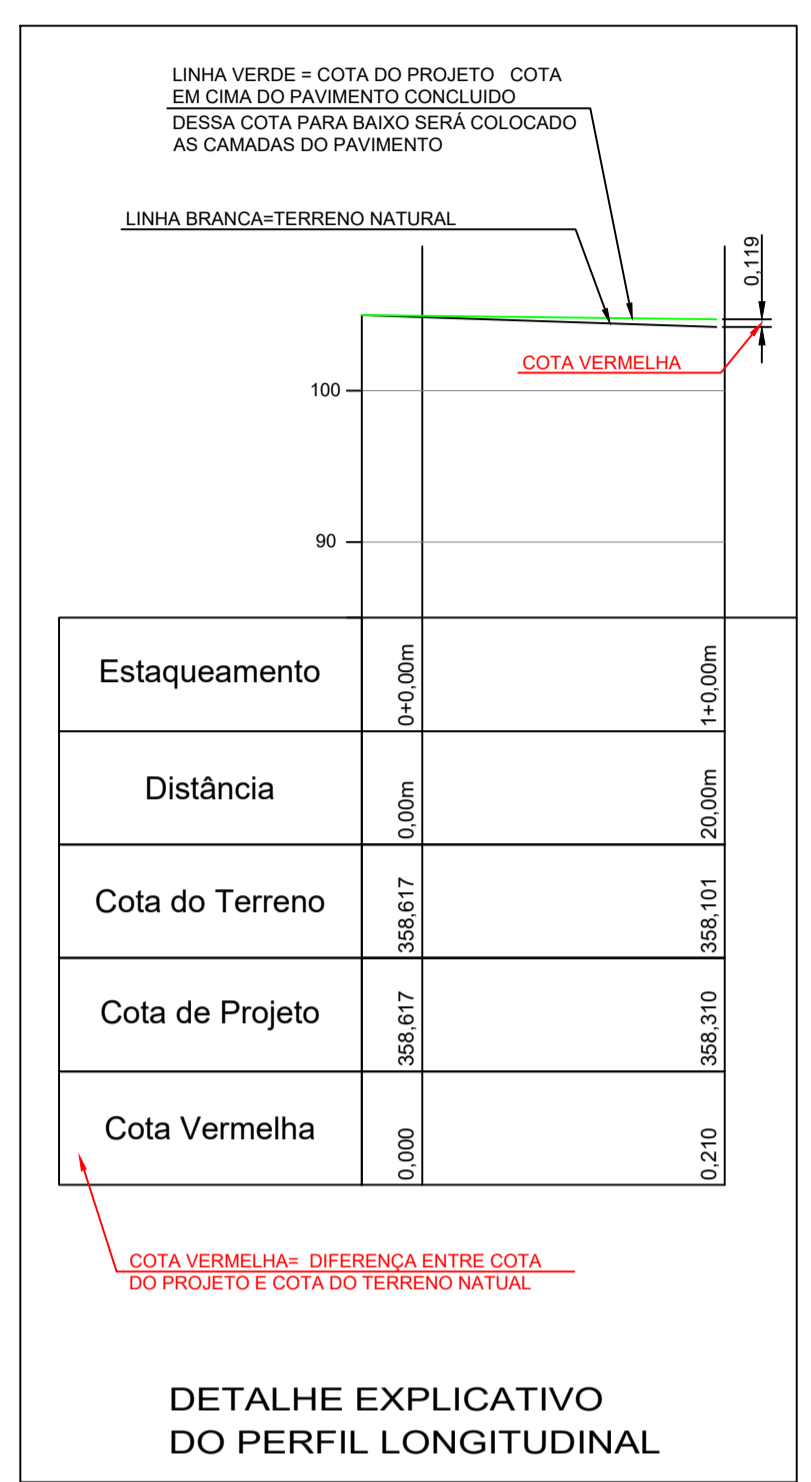 LINHA VERDE = COTA DO PROJETO   COTA
EM CIMA DO PAVIMENTO CONCLUIDO
DESSA COTA PARA BAIXO SERÁ COLOCADO
AS CAMADAS DO PAVIMENTO
LINHA BRANCA=TERRENO NATURAL
0,119
COTA VERMELHA
100
90
Estaqueamento
0+0,00m
1+0,00m
Distância
0,00m
20,00m
Cota do Terreno
358,617
358,101
Cota de Projeto
358,617
358,310
Cota Vermelha
0,000
0,210
COTA VERMELHA=  DIFERENÇA ENTRE COTA
DO PROJETO E COTA DO TERRENO NATUAL
DETALHE EXPLICATIVO
DO PERFIL LONGITUDINAL